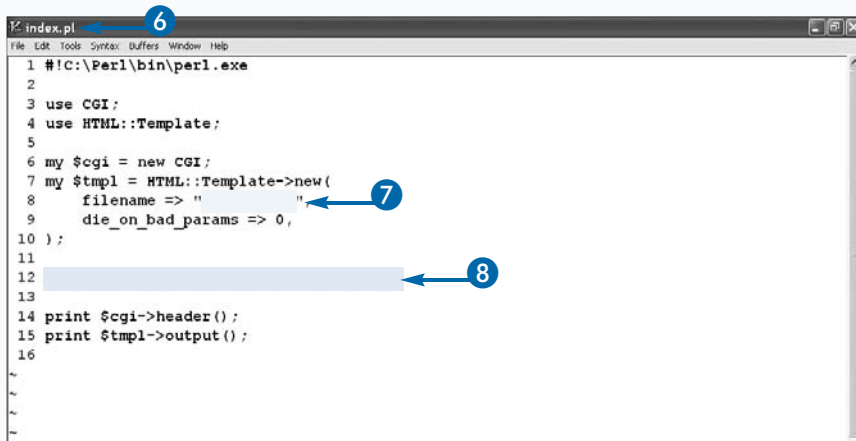 index.pl
6
File Edit Tools Syntax Buffers Window Help
1 #!C:\Perl\bin\perl.exe
2
3 use CGI;
4 use HTML::Template;
5
6 my $cgi = new CGI;
7 my $tmpl = HTML::Template->new(
8 filename => "          ", 7
9 die_on_bad_params => 0,
10 );
11
12 8
13
14 print $cgi->header();
15 print $tmpl->output();
16
~
~
~
~